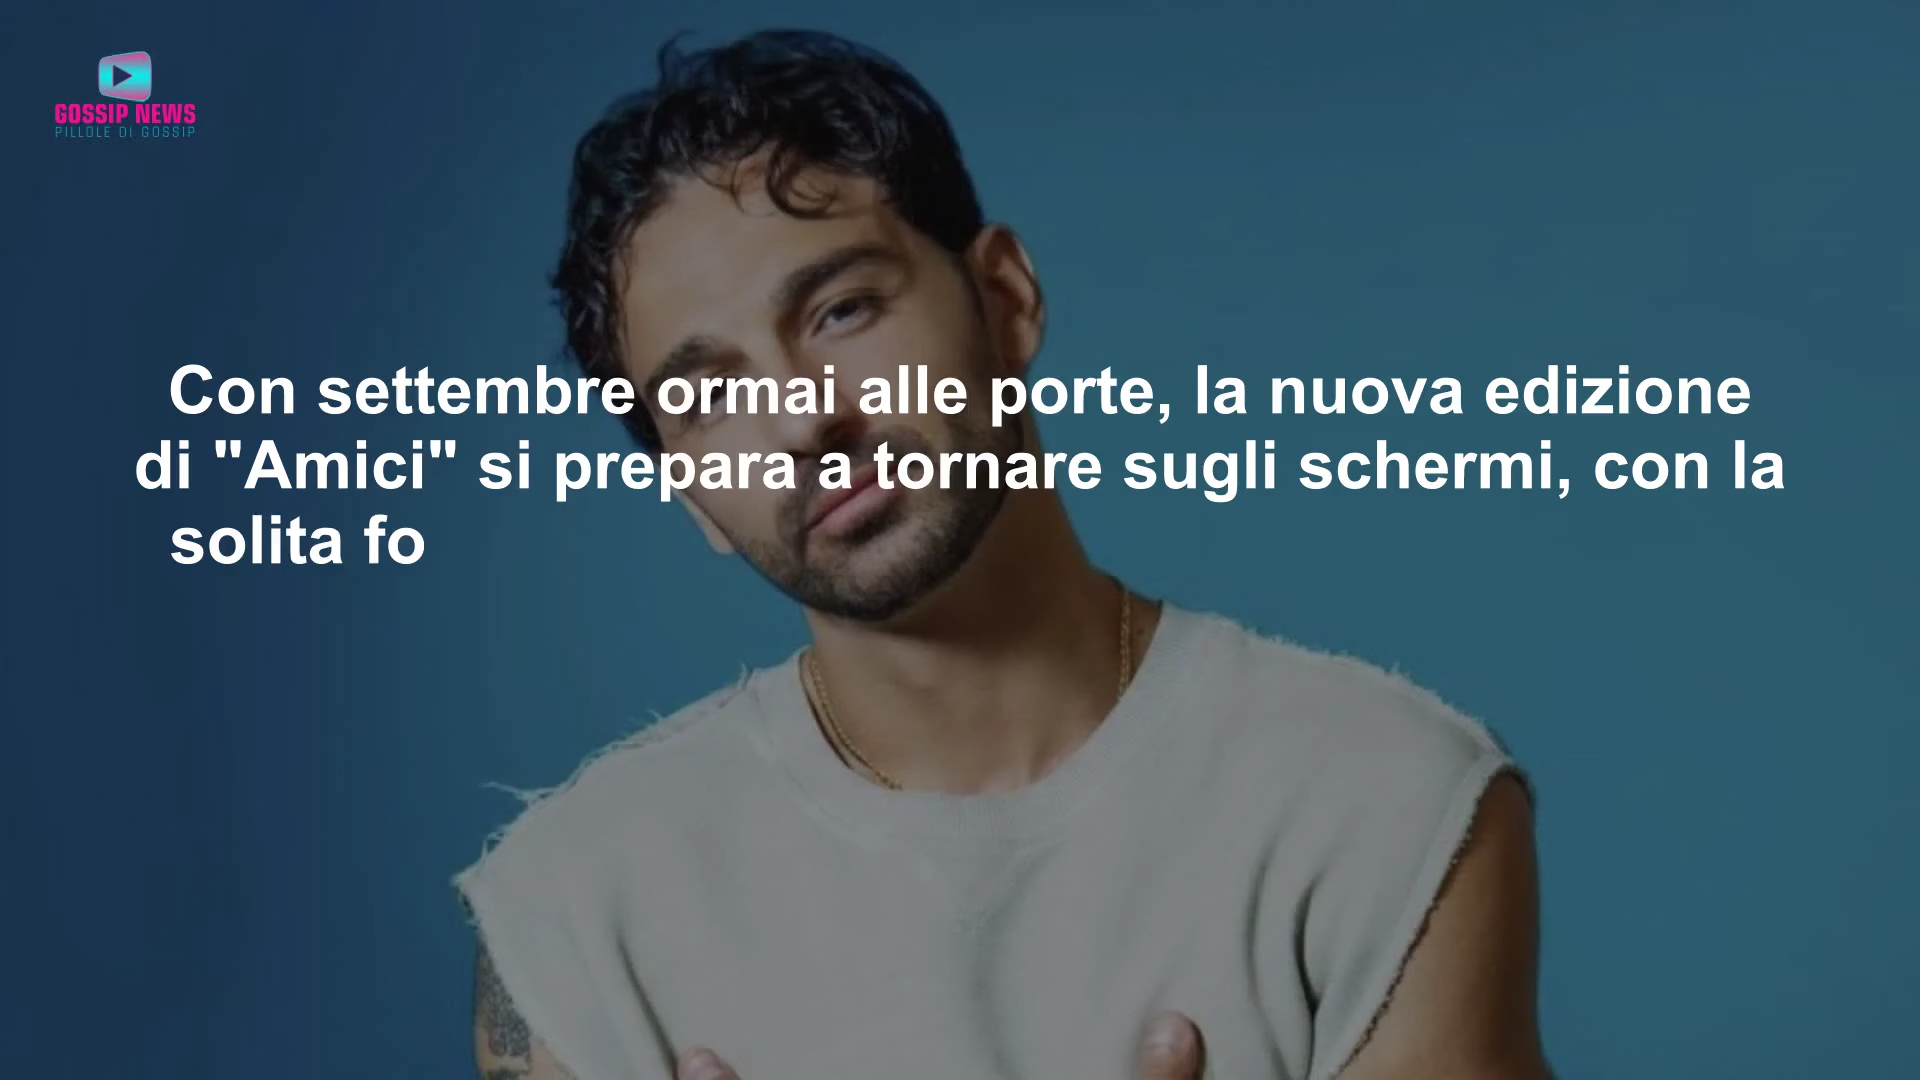 GOSSIP NEWS
PILLOLE DI GOSSIP
Con settembre ormai alle porte, la nuova edizione
di "Amici" si prepara a tornare sugli schermi, con la
solita fo